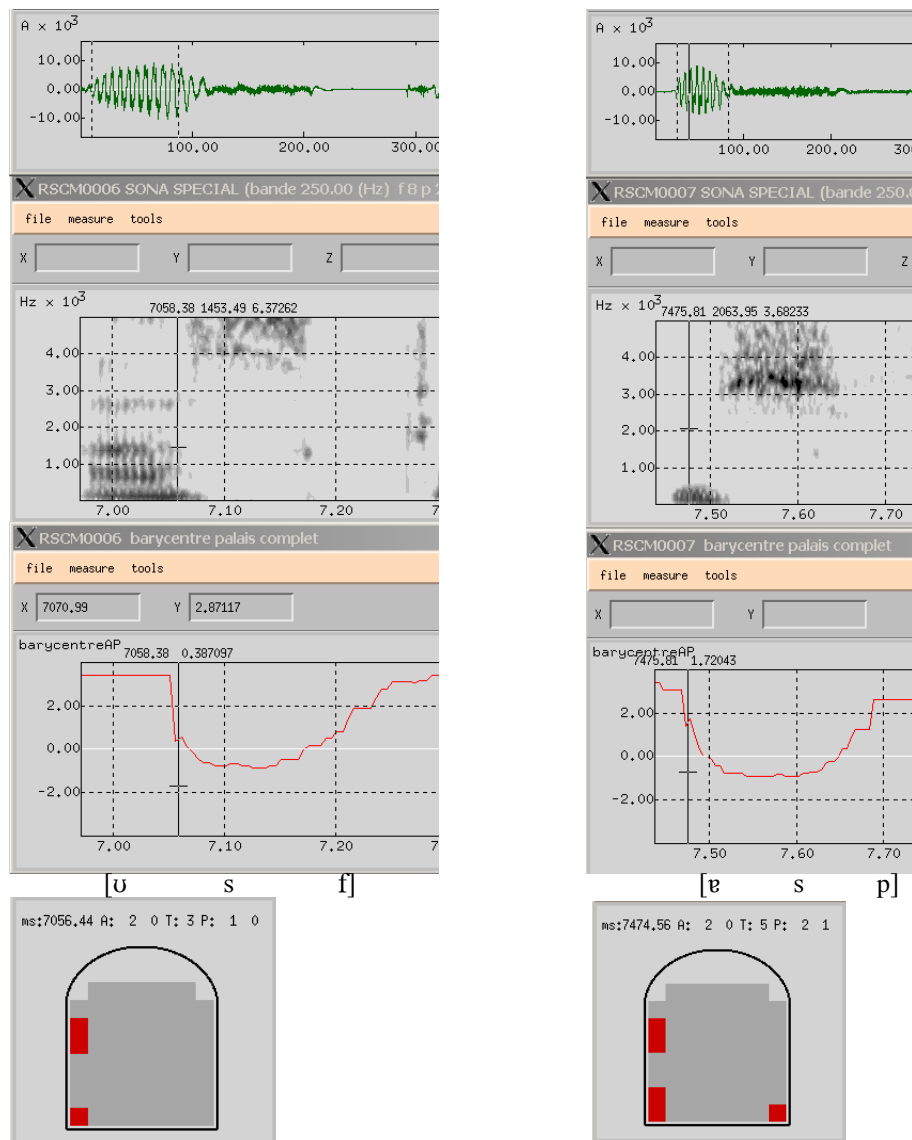 A × 10³
10.00
0.00
-10.00
100.00 200.00 300.0
RSCM0006 SONA SPECIAL (bande 250.00 (Hz) f 8 p 2
file measure tools
X Y Z
Hz × 10³
7058.38 1453.49 6.37262
4.00
3.00
2.00
1.00
7.00 7.10 7.20
RSCM0006 barycentre palais complet
file measure tools
X 7070.99 Y 2.87117
barycentreAP
7058.38 0.387097
2.00
0.00
-2.00
7.00 7.10 7.20
[ʊ s f]
ms:7056.44 A: 2 0 T: 3 P: 1 0
A × 10³
10.00
0.00
-10.00
100.00 200.00 300.
RSCM0007 SONA SPECIAL (bande 250.
file measure tools
X Y Z
Hz × 10³
7475.81 2063.95 3.68233
4.00
3.00
2.00
1.00
7.50 7.60 7.70
RSCM0007 barycentre palais complet
file measure tools
X Y
barycentreAP
7475.81 1.72043
2.00
0.00
-2.00
7.50 7.60 7.70
[ɐ s p]
ms:7474.56 A: 2 0 T: 5 P: 2 1